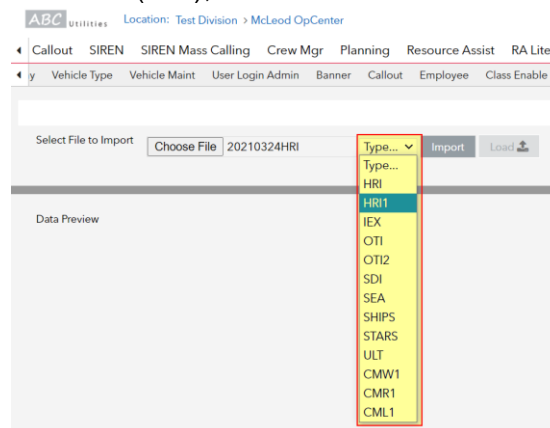 ABC Utilities Location: Test Division > McLeod OpCenter
Callout SIREN SIREN Mass Calling Crew Mgr Planning Resource Assist RA Lite
y Vehicle Type Vehicle Maint User Login Admin Banner Callout Employee Class Enable
Select File to Import Choose File 20210324HRI Type... Import Load
Type...
HRI
HRI1
IEX
OTI
OTI2
SDI
SEA
SHIPS
STARS
ULT
CMW1
CMR1
CML1
Data Preview